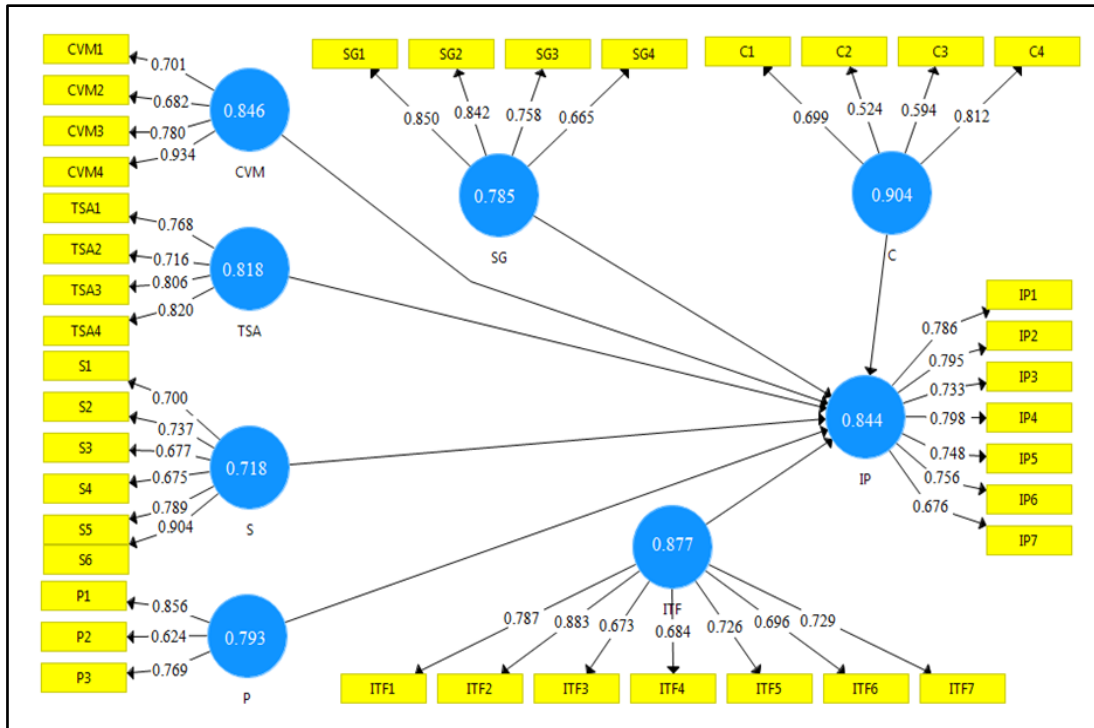 CVM1
CVM2
CVM3
CVM4
0.701
0.682
0.780
0.934
0.846
CVM
TSA1
TSA2
TSA3
TSA4
0.768
0.716
0.806
0.820
0.818
TSA
S1
S2
S3
S4
S5
S6
0.700
0.737
0.677
0.675
0.789
0.904
0.718
S
P1
P2
P3
0.856
0.624
0.769
0.793
P
SG1 SG2 SG3 SG4
0.850 0.842 0.758 0.665
0.785
SG
C1 C2 C3 C4
0.699 0.524 0.594 0.812
0.904
C
IP1
IP2
IP3
IP4
IP5
IP6
IP7
0.786
0.795
0.733
0.798
0.748
0.756
0.676
0.844
IP
0.877
ITF
0.787 0.883 0.673 0.684 0.726 0.696 0.729
ITF1 ITF2 ITF3 ITF4 ITF5 ITF6 ITF7